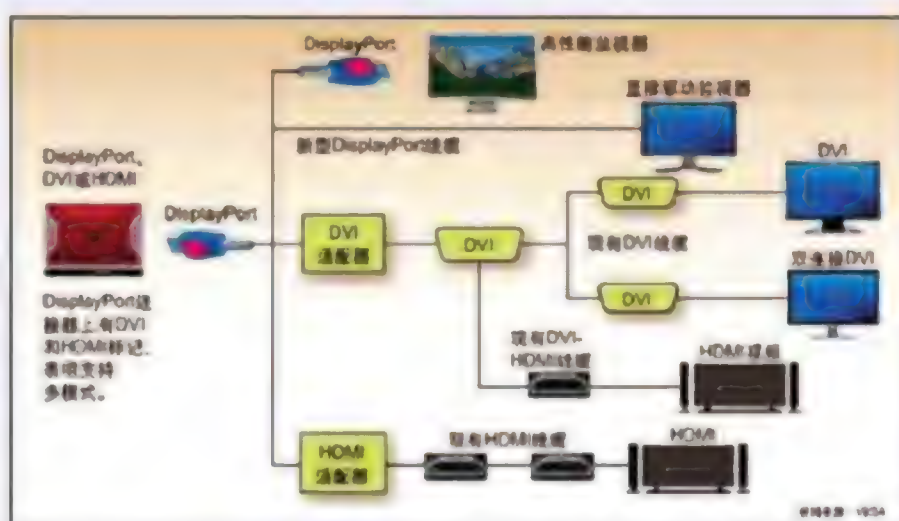 DisplayPort
高性能监视器
直接驱动监视器
新型DisplayPort线缆
DisplayPort、
DVI或HDMI
DisplayPort
DVI
适配器
DVI
DVI
DVI
现有DVI线缆
DVI
双连接DVI
DisplayPort连
接器上有DVI
和HDMI标记,
表明支持
多模式。
现有DVI-
HDMI线缆
HDMI
HDMI
适配器
现有HDMI线缆
HDMI
VESA